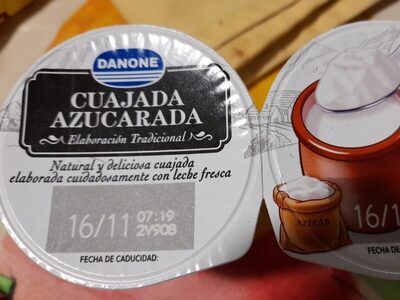 DANONE
CUAJADA
AZUCARADA
Elaboración Tradicional
Natural y deliciosa cuajada
elaborada cuidadosamente con leche fresca
16/11 07:19
2V908
FECHA DE CADUCIDAD:
AZUCAR
16/1
FECHA DE